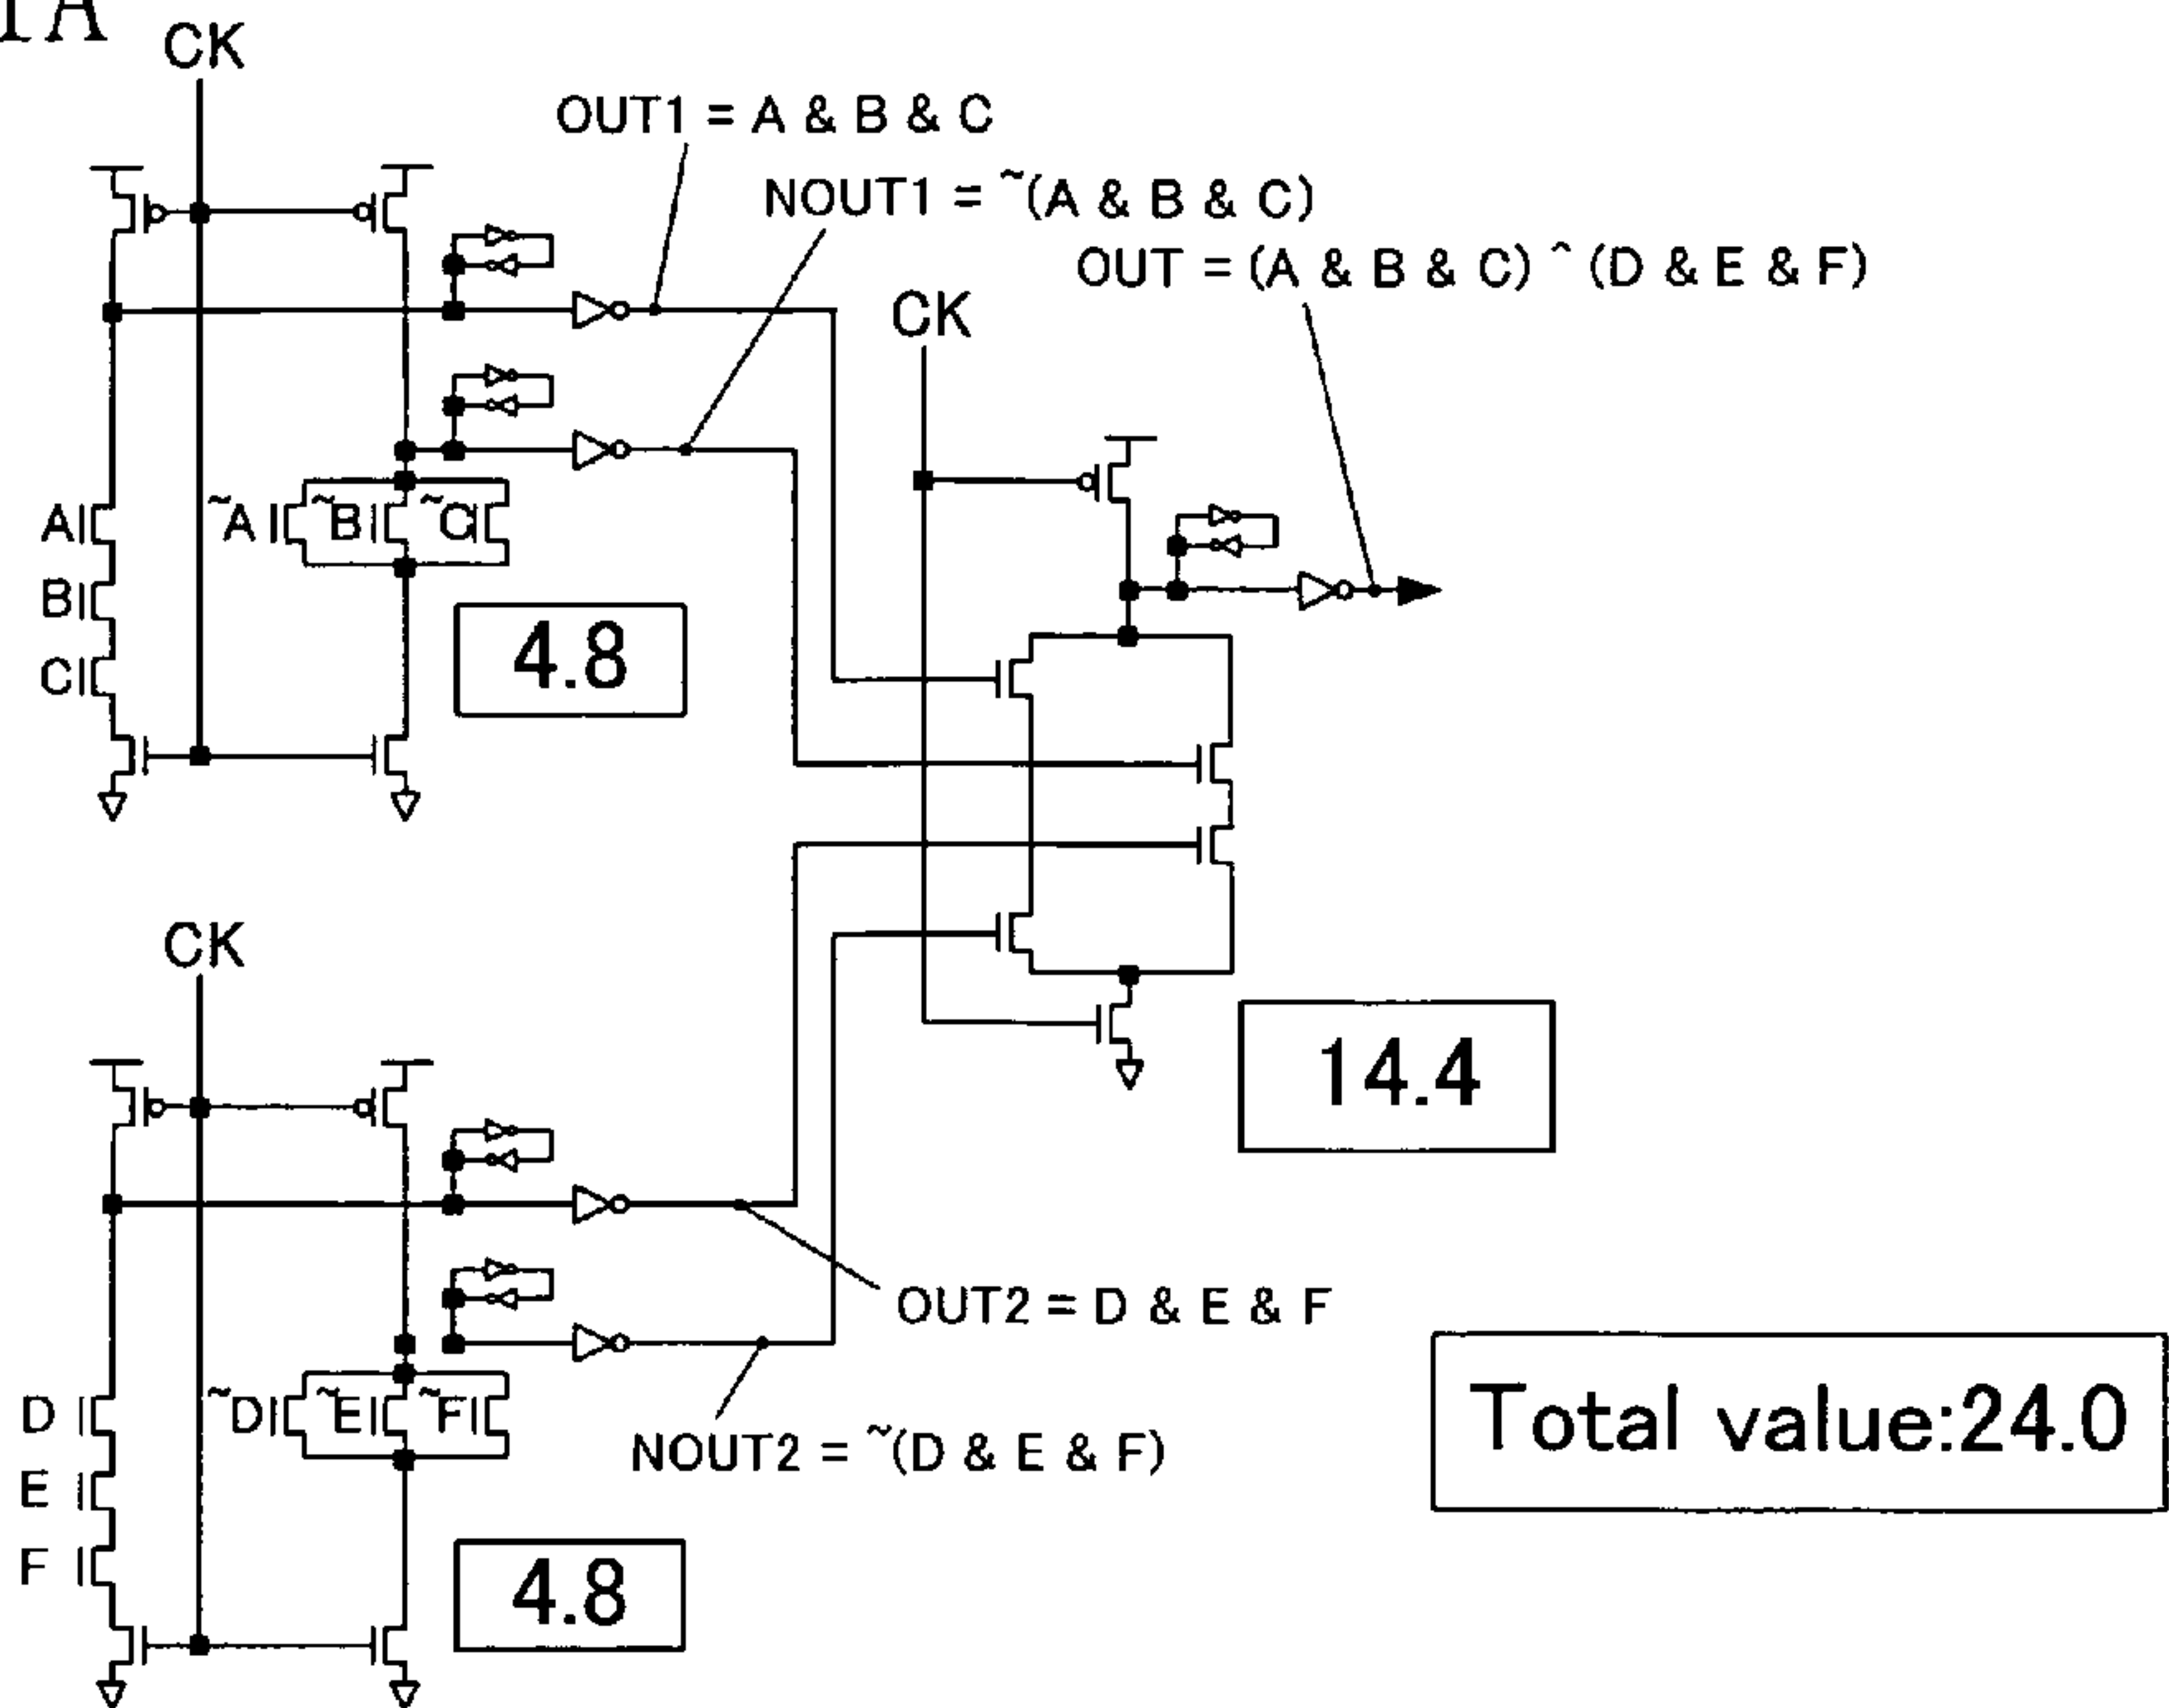 1A
CK
OUT1 = A & B & C
NOUT1 = ~(A & B & C)
OUT = (A & B & C) ^ (D & E & F)
CK
A
~A
~B
~C
B
C
4.8
14.4
CK
OUT2 = D & E & F
D
~D
~E
~F
NOUT2 = ~(D & E & F)
E
F
4.8
Total value:24.0